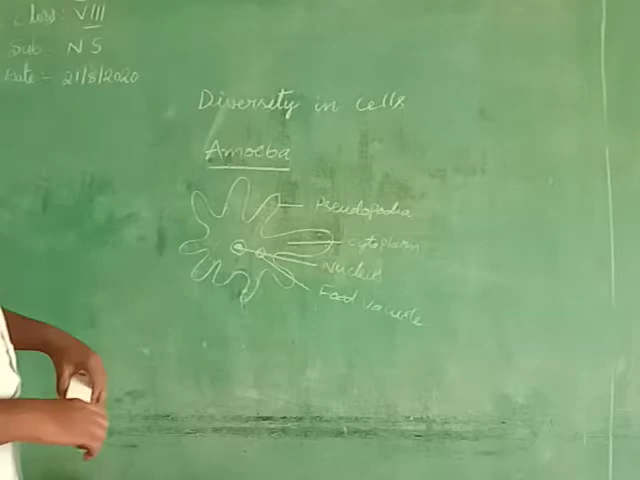 Class: VIII
Sub: N S
Date :- 21/8/2020
Diversity in cells
Amoeba
Pseudopodia
cytoplasm
Nucleus
Food vacuole